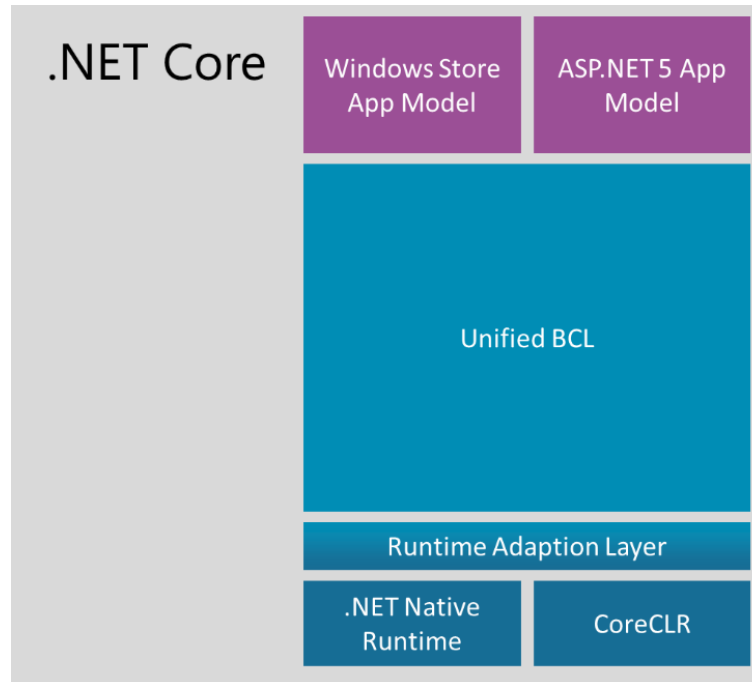 .NET Core
Windows Store
App Model
ASP.NET 5 App
Model
Unified BCL
Runtime Adaption Layer
.NET Native
Runtime
CoreCLR